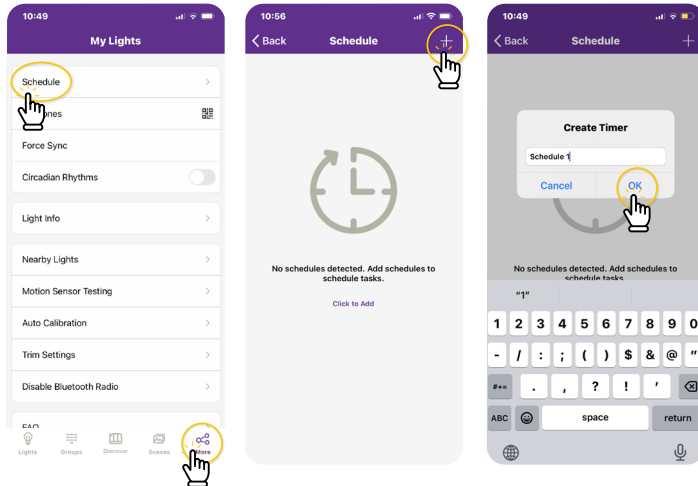 10:49
My Lights
Schedule
ones
Force Sync
Circadian Rhythms
Light Info
Nearby Lights
Motion Sensor Testing
Auto Calibration
Trim Settings
Disable Bluetooth Radio
FAQ
Lights
Groups
Discover
Scenes
More
10:56
Back
Schedule
No schedules detected. Add schedules to
schedule tasks.
Click to Add
10:49
Back
Schedule
Create Timer
Schedule 1
Cancel
OK
No schedules detected. Add schedules to
schedule tasks.
"1"
1 2 3 4 5 6 7 8 9 0
- / : ; ( ) $ & @ "
#+= . , ? ! '
ABC space return